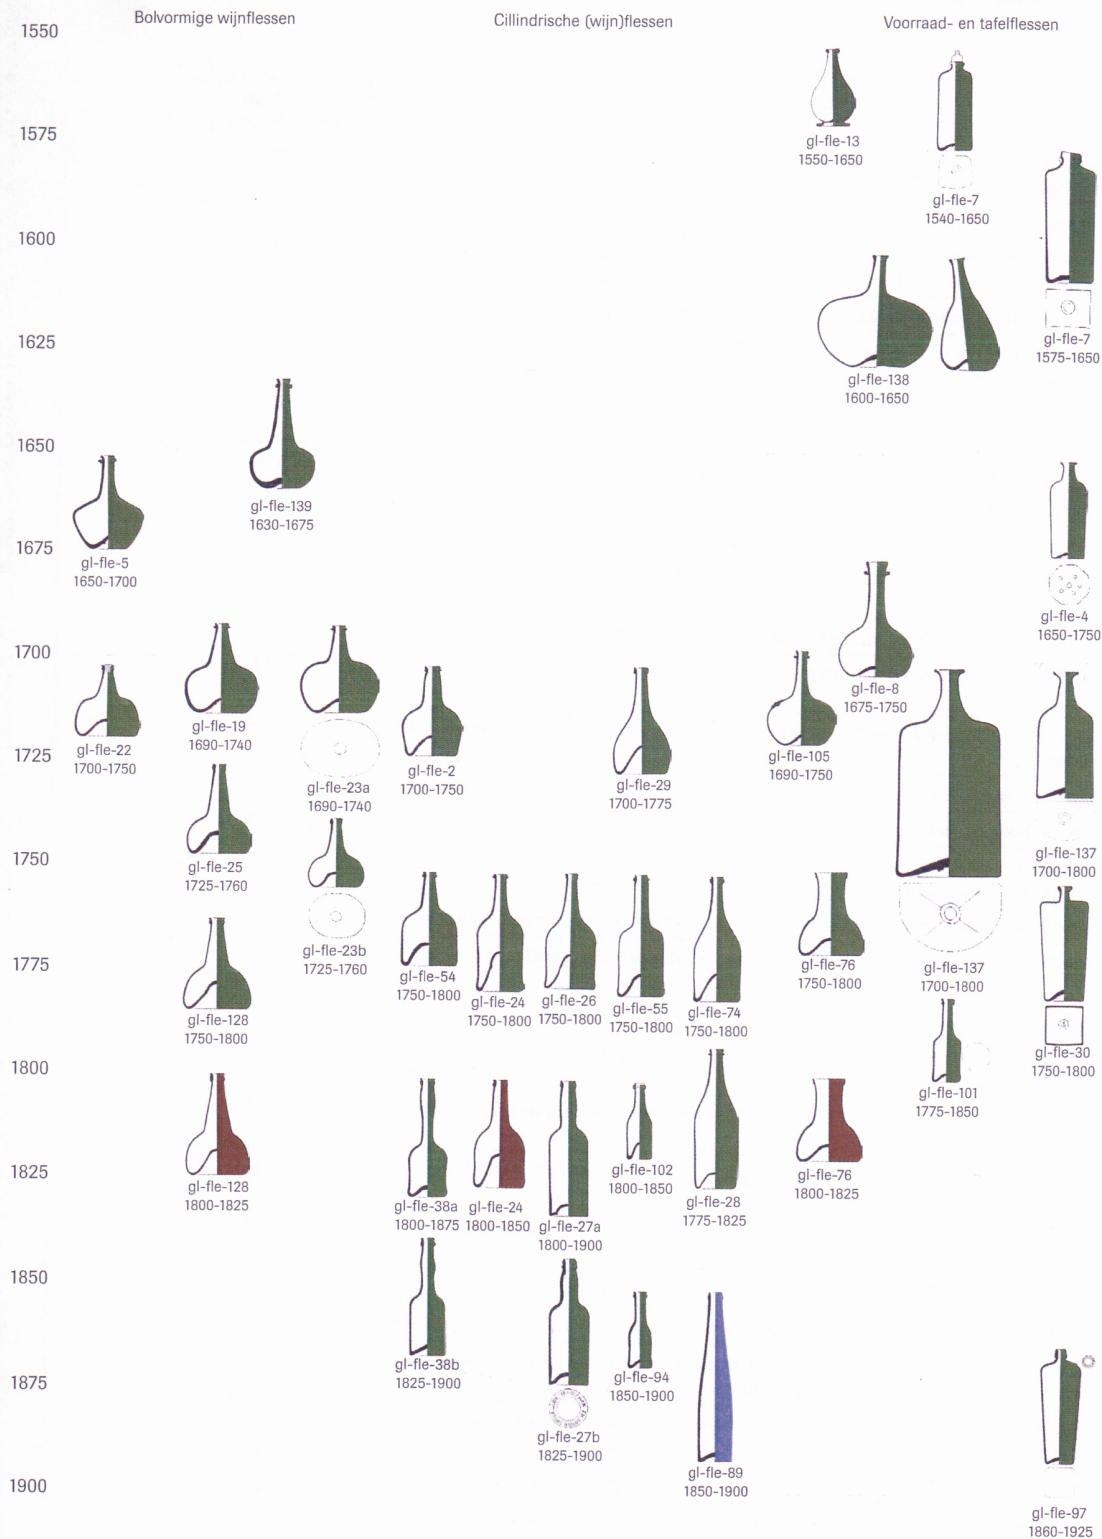 Bolvormige wijnflessen
Cillindrische (wijn)flessen
Voorraad- en tafelflessen
1550
1575
1600
1625
1650
1675
1700
1725
1750
1775
1800
1825
1850
1875
1900
gl-fle-13
1550-1650
gl-fle-7
1540-1650
gl-fle-7
1575-1650
gl-fle-138
1600-1650
gl-fle-139
1630-1675
gl-fle-5
1650-1700
gl-fle-4
1650-1750
gl-fle-8
1675-1750
gl-fle-22
1700-1750
gl-fle-19
1690-1740
gl-fle-23a
1690-1740
gl-fle-2
1700-1750
gl-fle-29
1700-1775
gl-fle-105
1690-1750
gl-fle-137
1700-1800
gl-fle-25
1725-1760
gl-fle-23b
1725-1760
gl-fle-54
1750-1800
gl-fle-24
1750-1800
gl-fle-26
1750-1800
gl-fle-55
1750-1800
gl-fle-74
1750-1800
gl-fle-76
1750-1800
gl-fle-137
1700-1800
gl-fle-128
1750-1800
gl-fle-30
1750-1800
gl-fle-101
1775-1850
gl-fle-128
1800-1825
gl-fle-38a
1800-1875
gl-fle-24
1800-1850
gl-fle-27a
1800-1900
gl-fle-102
1800-1850
gl-fle-28
1775-1825
gl-fle-76
1800-1825
gl-fle-38b
1825-1900
gl-fle-27b
1825-1900
gl-fle-94
1850-1900
gl-fle-89
1850-1900
gl-fle-97
1860-1925